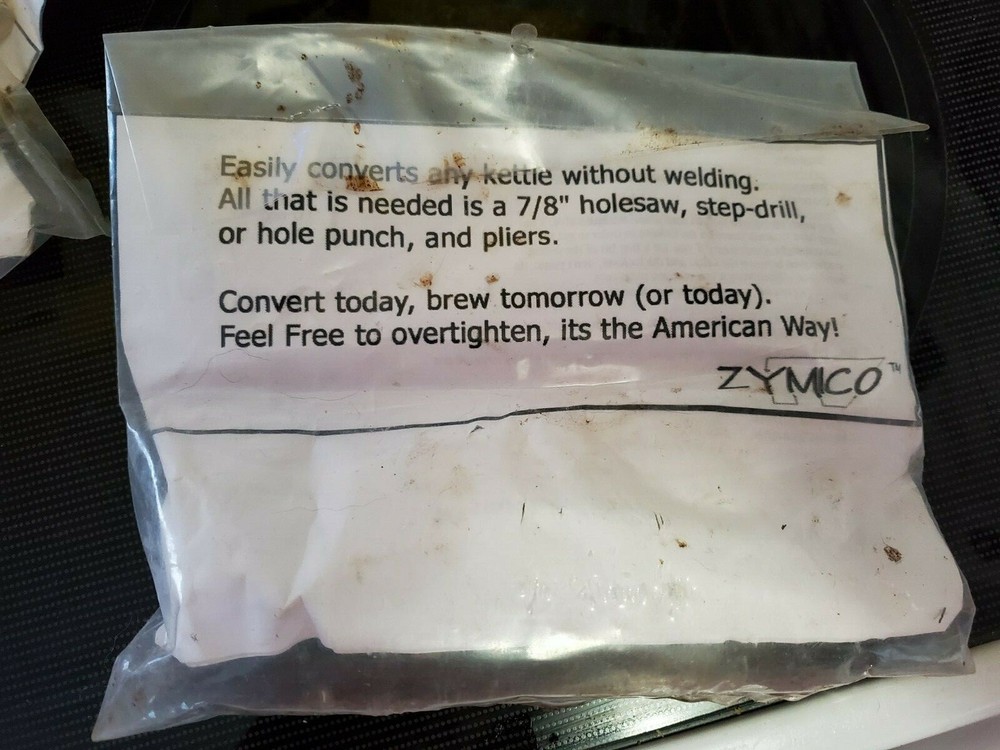 Easily converts any kettle without welding.
All that is needed is a 7/8" holesaw, step-drill,
or hole punch, and pliers.
Convert today, brew tomorrow (or today).
Feel Free to overtighten, its the American Way!
ZYMICO™